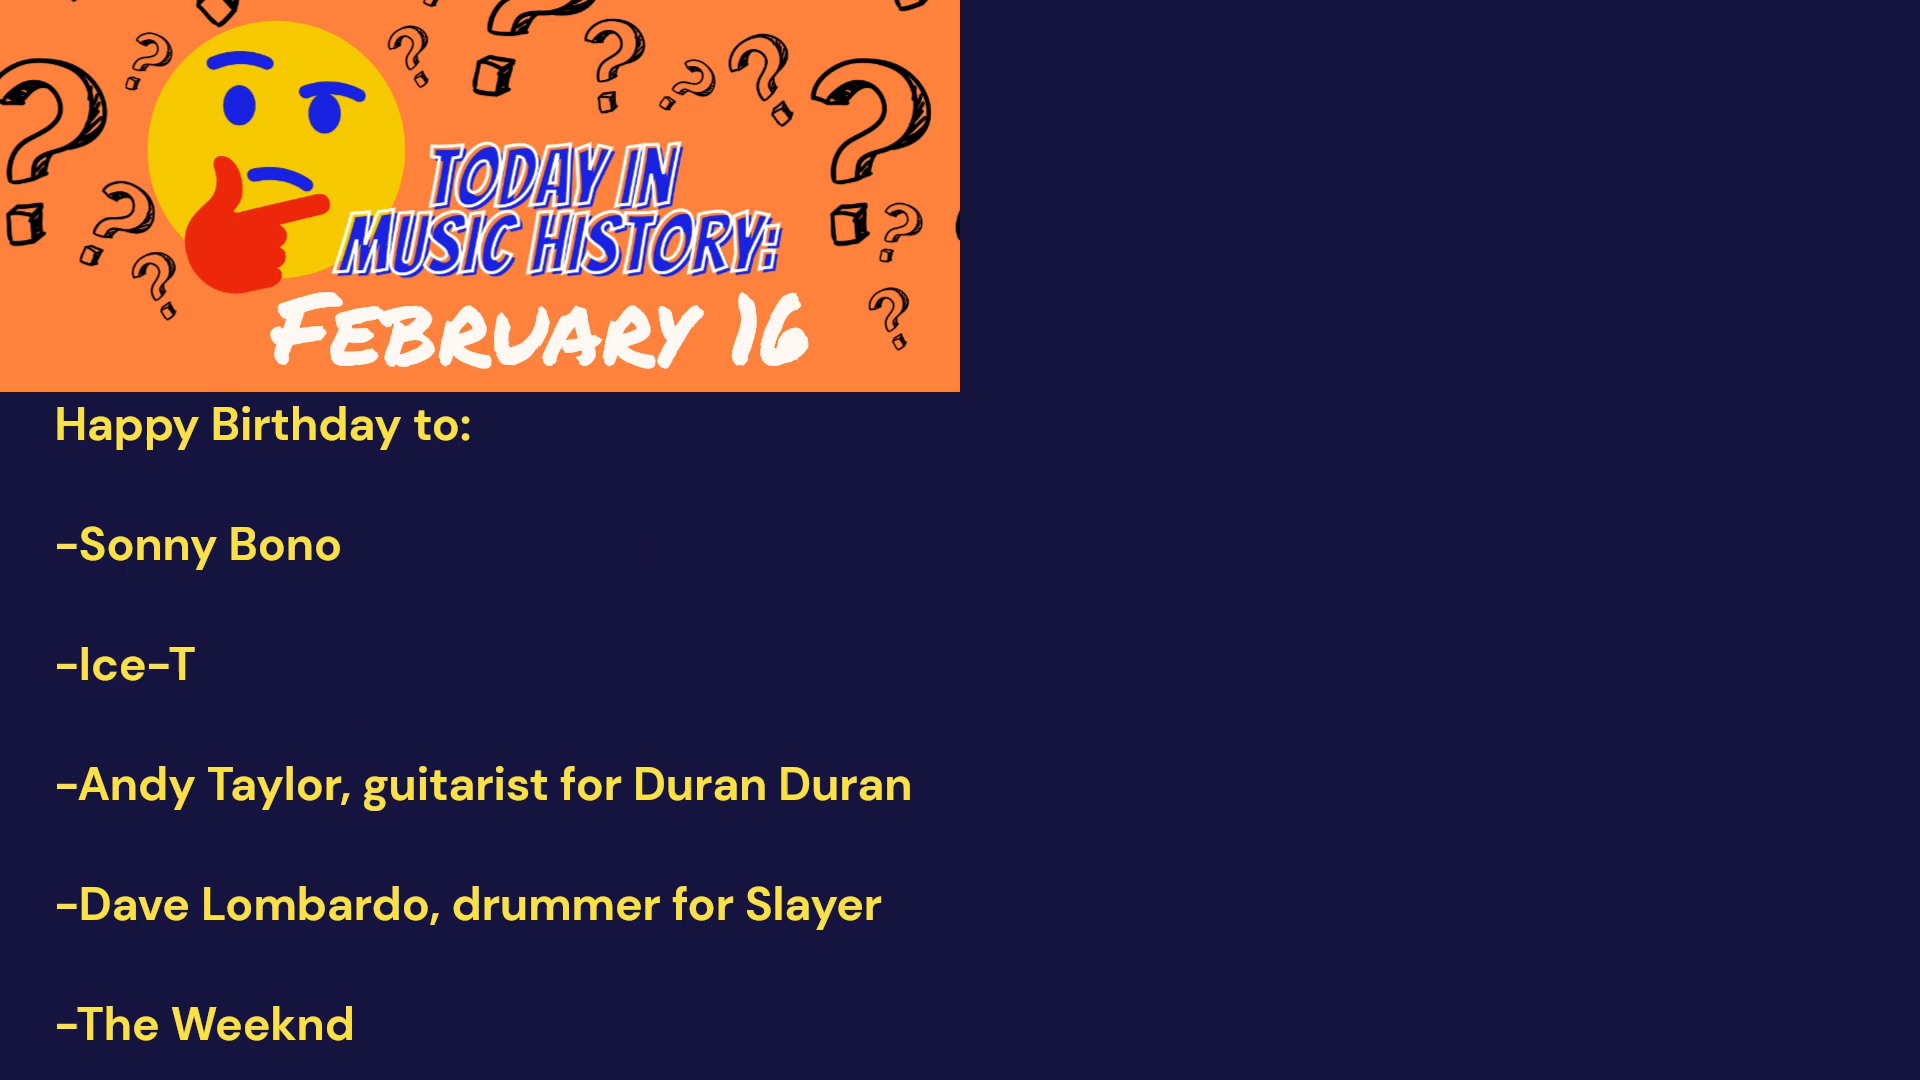 TODAY IN
MUSIC HISTORY:
FEBRUARY 16
Happy Birthday to:
-Sonny Bono
-Ice-T
-Andy Taylor, guitarist for Duran Duran
-Dave Lombardo, drummer for Slayer
-The Weeknd